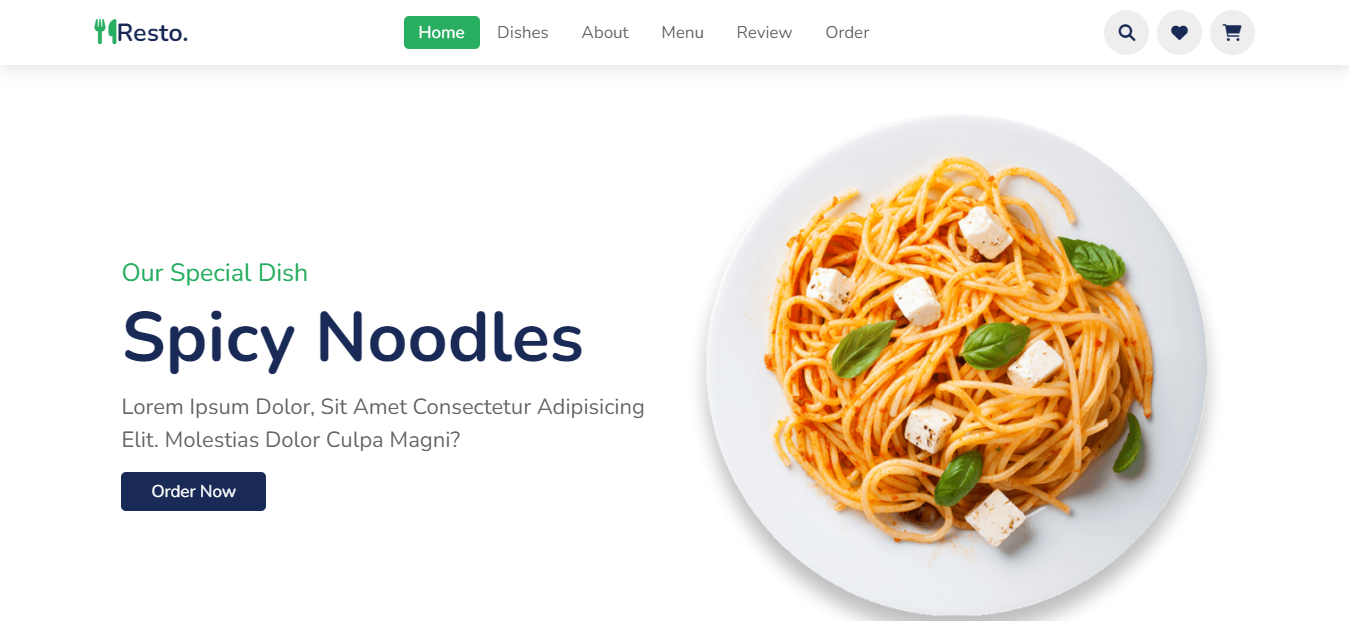 Resto.
Home Dishes About Menu Review Order
Our Special Dish
Spicy Noodles
Lorem Ipsum Dolor, Sit Amet Consectetur Adipisicing
Elit. Molestias Dolor Culpa Magni?
Order Now